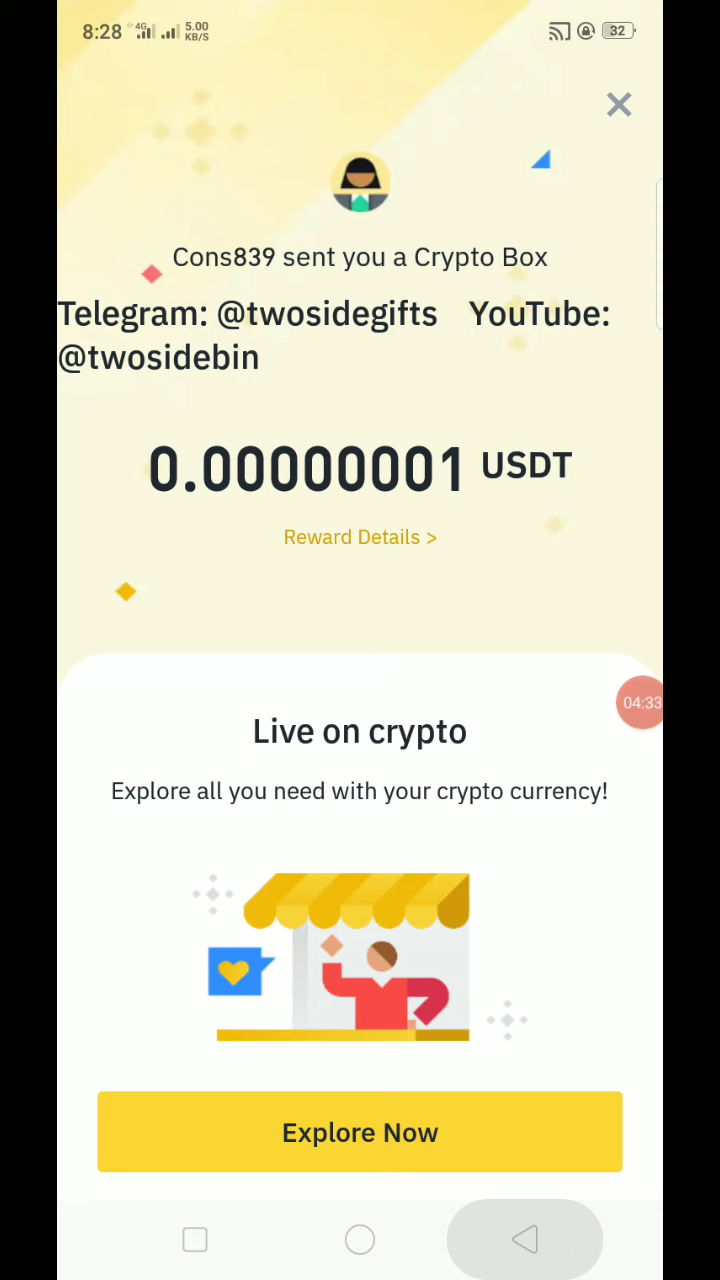 8:28 4G 5.00 KB/S 32
Cons839 sent you a Crypto Box
Telegram: @twosidegifts YouTube:
@twosidebin
0.00000001 USDT
Reward Details >
04:33
Live on crypto
Explore all you need with your crypto currency!
Explore Now